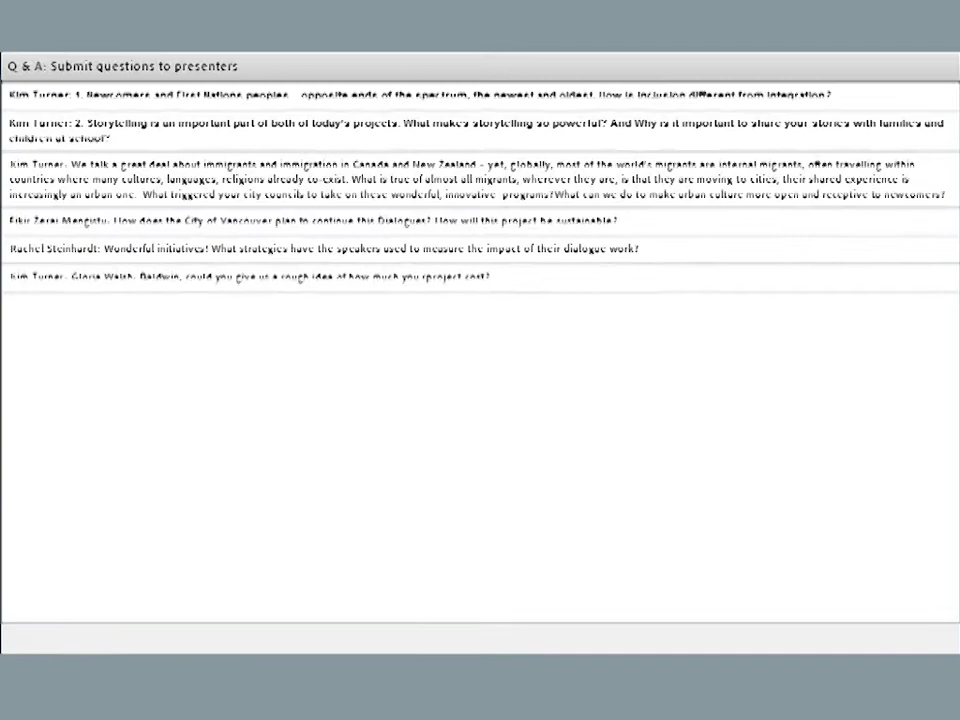 Q & A: Submit questions to presenters
Kim Turner: 1. Newcomers and First Nations peoples – opposite ends of the spectrum, the newest and oldest. How is inclusion different from integration?
Kim Turner: 2. Storytelling is an important part of both of today's projects. What makes storytelling so powerful? And Why is it important to share your stories with families and
children at school?
Kim Turner: We talk a great deal about immigrants and immigration in Canada and New Zealand – yet, globally, most of the world's migrants are internal migrants, often travelling within
countries where many cultures, languages, religions already co-exist. What is true of almost all migrants, wherever they are, is that they are moving to cities, their shared experience is
increasingly an urban one. What triggered your city councils to take on these wonderful, innovative programs?What can we do to make urban culture more open and receptive to newcomers?
Fikir Zerai Mengistu: How does the City of Vancouver plan to continue this Dialogues? How will this project be sustainable?
Rachel Steinhardt: Wonderful initiatives! What strategies have the speakers used to measure the impact of their dialogue work?
Kim Turner: Gloria Walsh, Baldwin, could you give us a rough idea of how much you rproject cost?